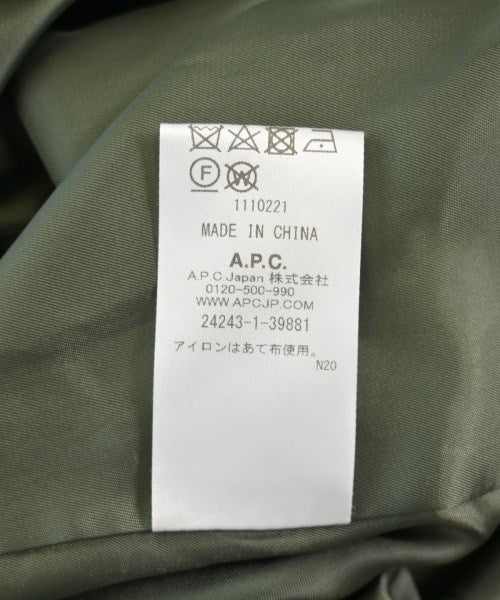 F W
1110221
MADE IN CHINA
A.P.C.
A.P.C.Japan 株式会社
0120-500-990
WWW.APCJP.COM
24243-1-39881
アイロンはあて布使用。
N20